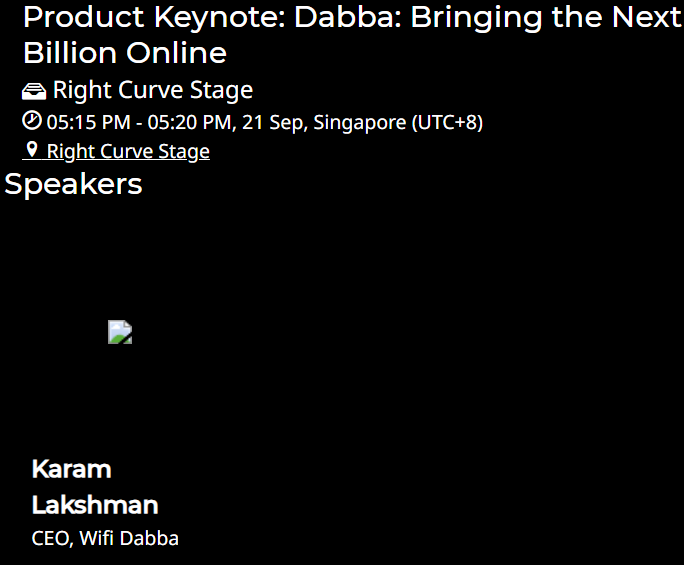 Product Keynote: Dabba: Bringing the Next
Billion Online
Right Curve Stage
05:15 PM - 05:20 PM, 21 Sep, Singapore (UTC+8)
Right Curve Stage
Speakers
Karam
Lakshman
CEO, Wifi Dabba